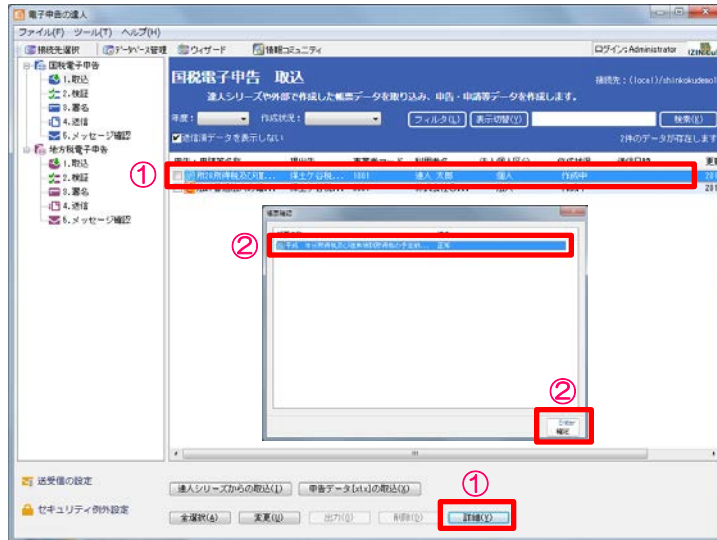 電子申告の達人
ファイル(F) ツール(T) ヘルプ(H)
接続先選択 データベース管理 ウィザード 情報コミュニティ ログイン:Administrator
国税電子申告
1.取込
2.検証
3.署名
4.送信
5.メッセージ確認
地方税電子申告
1.取込
2.検証
3.署名
4.送信
5.メッセージ確認
国税電子申告 取込 接続先:(local)/shinkokudemo
達人シリーズや外部で作成した帳票データを取り込み、申告・申請等データを作成します。
年度: 作成状況: フィルタ(L) 表示切替(Y) 検索(K)
送信済データを表示しない 2件のデータが存在します
①
達人 太郎 個人 作成中
帳票確認
②
②
Enter
確定
①
送受信の設定
セキュリティ例外設定
達人シリーズからの取込(I) 申告データ[xtx]の取込(X)
全選択(A) 変更(U) 出力(O) 削除(D) 詳細(Y)